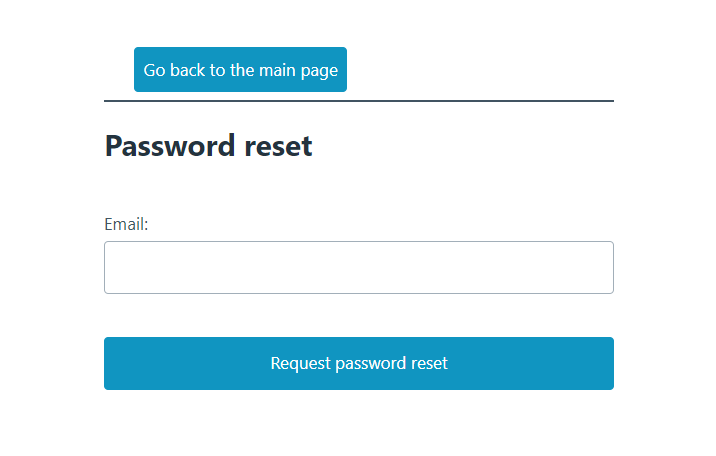 Go back to the main page
Password reset
Email:
Request password reset